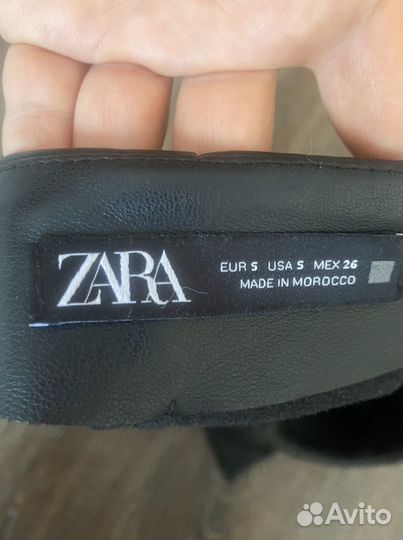 ZARA
EUR S USA S MEX 26
MADE IN MOROCCO
Avito